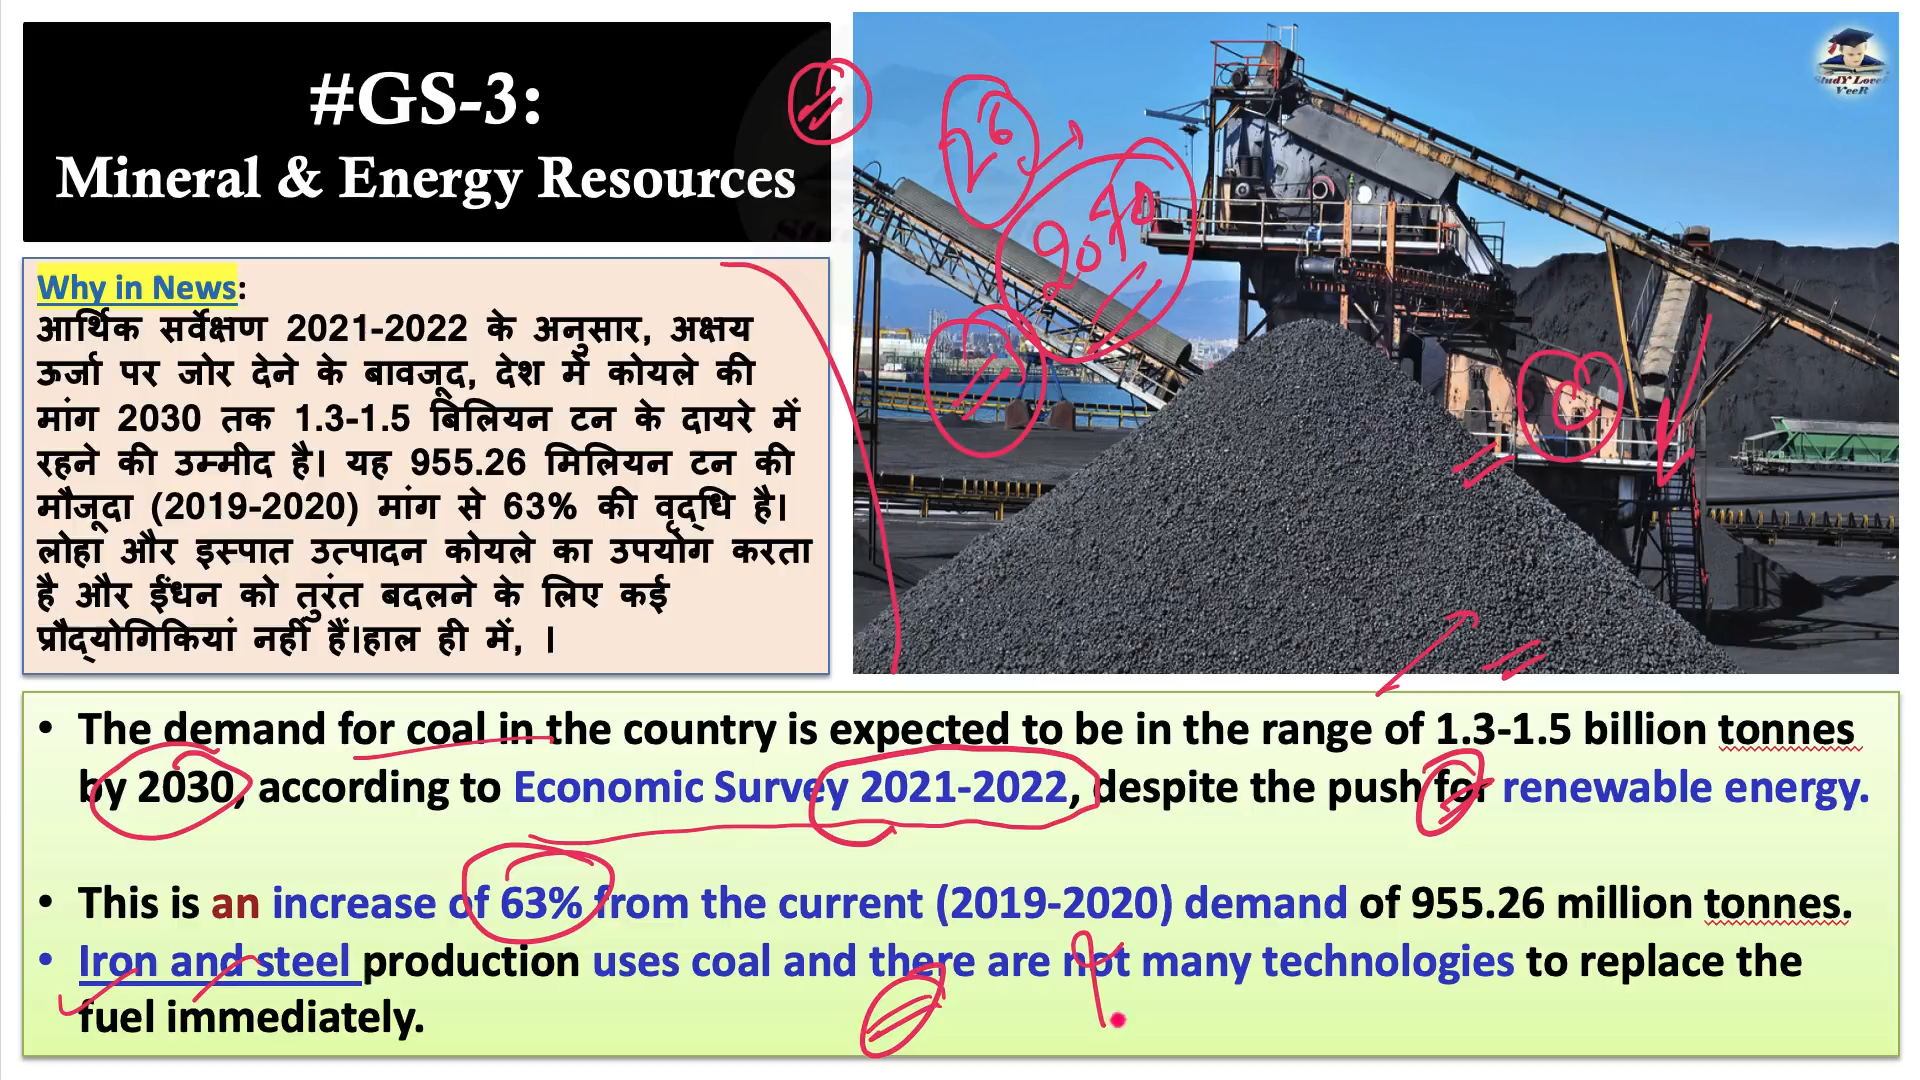 #GS-3:
Mineral & Energy Resources
Why in News:
आर्थिक सर्वेक्षण 2021-2022 के अनुसार, अक्षय
ऊर्जा पर जोर देने के बावजूद, देश में कोयले की
मांग 2030 तक 1.3-1.5 बिलियन टन के दायरे में
रहने की उम्मीद है। यह 955.26 मिलियन टन की
मौजूदा (2019-2020) मांग से 63% की वृद्धि है।
लोहा और इस्पात उत्पादन कोयले का उपयोग करता
है और ईंधन को तुरंत बदलने के लिए कई
प्रौद्योगिकियां नहीं हैं।हाल ही में, ।
26
2070
StudY LoveR
VeeR
• The demand for coal in the country is expected to be in the range of 1.3-1.5 billion tonnes
by 2030, according to Economic Survey 2021-2022, despite the push for renewable energy.
• This is an increase of 63% from the current (2019-2020) demand of 955.26 million tonnes.
• Iron and steel production uses coal and there are not many technologies to replace the
fuel immediately.